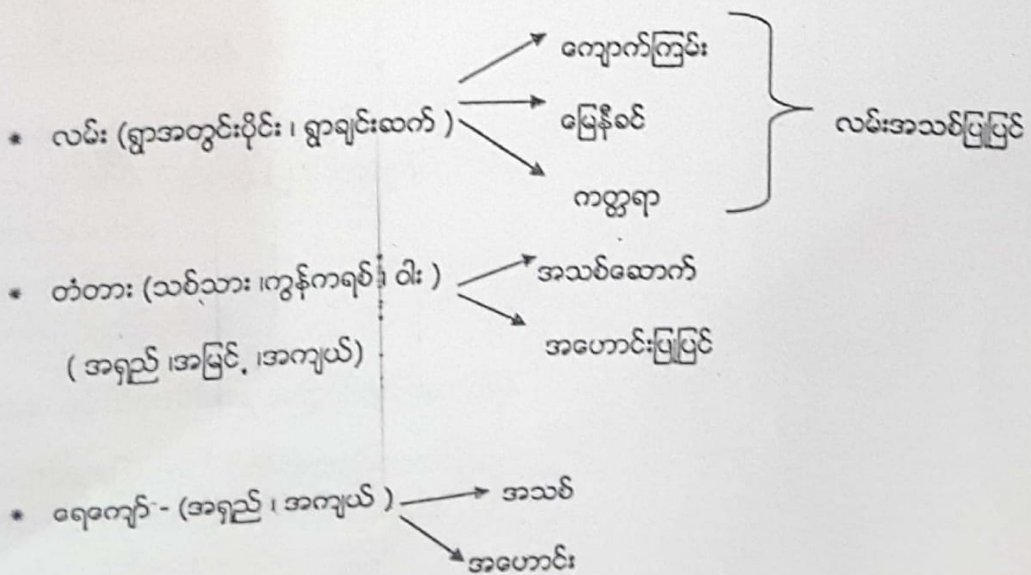 ကျောက်ကြမ်း
* လမ်း (ရွာအတွင်းပိုင်း ၊ ရွာချင်းဆက် )
မြေနီခင်
လမ်းအသစ်ပြုပြင်
ကတ္တရာ
* တံတား (သစ်သား ၊ကွန်ကရစ် ၊ ဝါး )
အသစ်ဆောက်
( အရှည် ၊အမြင့် ၊အကျယ်)
အဟောင်းပြုပြင်
* ရေကျော် - (အရှည် ၊ အကျယ် )
အသစ်
အဟောင်း